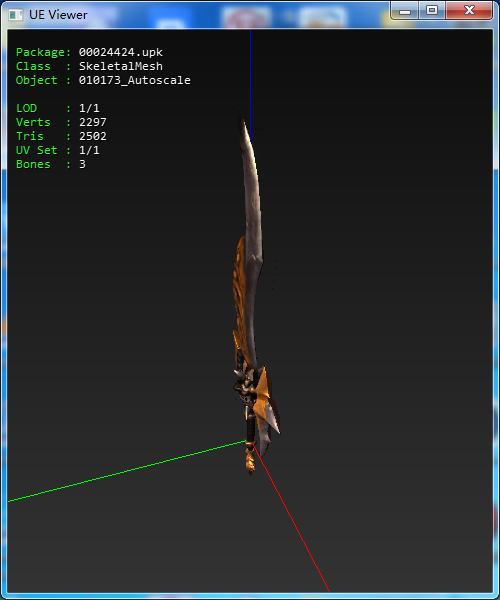 UE Viewer
Package: 00024424.upk
Class : SkeletalMesh
Object : 010173_Autoscale
LOD : 1/1
Verts : 2297
Tris : 2502
UV Set : 1/1
Bones : 3